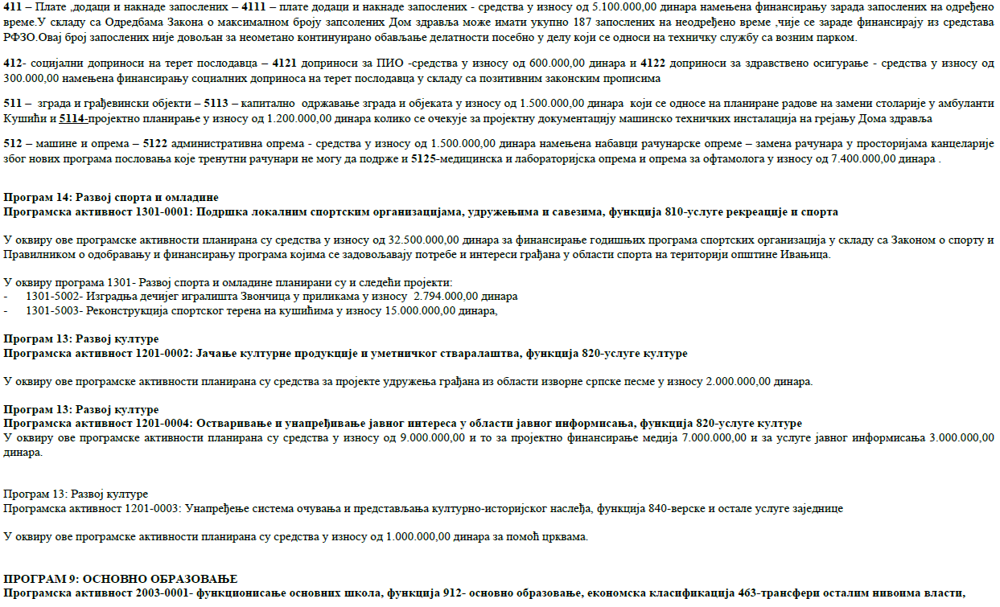 411 – Плате ,додаци и накнаде запослених – 4111 – плате додаци и накнаде запослених - средства у износу од 5.100.000,00 динара намењена финансирању зарада запослених на одређено
време.У складу са Одредбама Закона о максималном броју запсолених Дом здравља може имати укупно 187 запослених на неодређено време ,чије се зараде финансирају из средстава
РФЗО.Овај број запослених није довољан за неометано континуирано обављање делатности посебно у делу који се односи на техничку службу са возним парком.
412- социјални доприноси на терет послодавца – 4121 доприноси за ПИО -средства у износу од 600.000,00 динара и 4122 доприноси за здравствено осигурање - средства у износу од
300.000,00 намењена финансирању социалних доприноса на терет послодавца у складу са позитивним законским прописима
511 – зграда и грађевински објекти – 5113 – капитално одржавање зграда и објеката у износу од 1.500.000,00 динара који се односе на планиране радове на замени столарије у амбуланти
Кушићи и 5114-пројектно планирање у износу од 1.200.000,00 динара колико се очекује за пројектну документацију машинско техничких инсталација на грејању Дома здравља
512 – машине и опрема – 5122 административна опрема - средства у износу од 1.500.000,00 динара намењена набавци рачунарске опреме – замена рачунара у просторијама канцеларије
због нових програма пословања које тренутни рачунари не могу да подрже и 5125-медицинска и лабораторијска опрема и опрема за офтамолога у износу од 7.400.000,00 динара .
Програм 14: Развој спорта и омладине
Програмска активност 1301-0001: Подршка локалним спортским организацијама, удружењима и савезима, функција 810-услуге рекреације и спорта
У оквиру ове програмске активности планирана су средства у износу од 32.500.000,00 динара за финансирање годишњих програма спортских организација у складу са Законом о спорту и
Правилником о одобравању и финансирању програма којима се задовољавају потребе и интереси грађана у области спорта на територији општине Ивањица.
У оквиру програма 1301- Развој спорта и омладине планирани су и следећи пројекти:
- 1301-5002- Изградња дечијег игралишта Звончица у приликама у износу 2.794.000,00 динара
- 1301-5003- Реконструкција спортског терена на кушићима у износу 15.000.000,00 динара,
Програм 13: Развој културе
Програмска активност 1201-0002: Јачање културне продукције и уметничког стваралаштва, функција 820-услуге културе
У оквиру ове програмске активности планирана су средства за пројекте удружења грађана из области изворне српске песме у износу 2.000.000,00 динара.
Програм 13: Развој културе
Програмска активност 1201-0004: Остваривање и унапређивање јавног интереса у области јавног информисања, функција 820-услуге културе
У оквиру ове програмске активности планирана су средства у износу од 9.000.000,00 и то за пројектно финансирање медија 7.000.000,00 и за услуге јавног информисања 3.000.000,00
динара.
Програм 13: Развој културе
Програмска активност 1201-0003: Унапређење система очувања и представљања културно-историјског наслеђа, функција 840-верске и остале услуге заједнице
У оквиру ове програмске активности планирана су средства у износу од 1.000.000,00 динара за помоћ црквама.
ПРОГРАМ 9: ОСНОВНО ОБРАЗОВАЊЕ
Програмска активност 2003-0001- функционисање основних школа, функција 912- основно образовање, економска класификација 463-трансфери осталим нивоима власти,